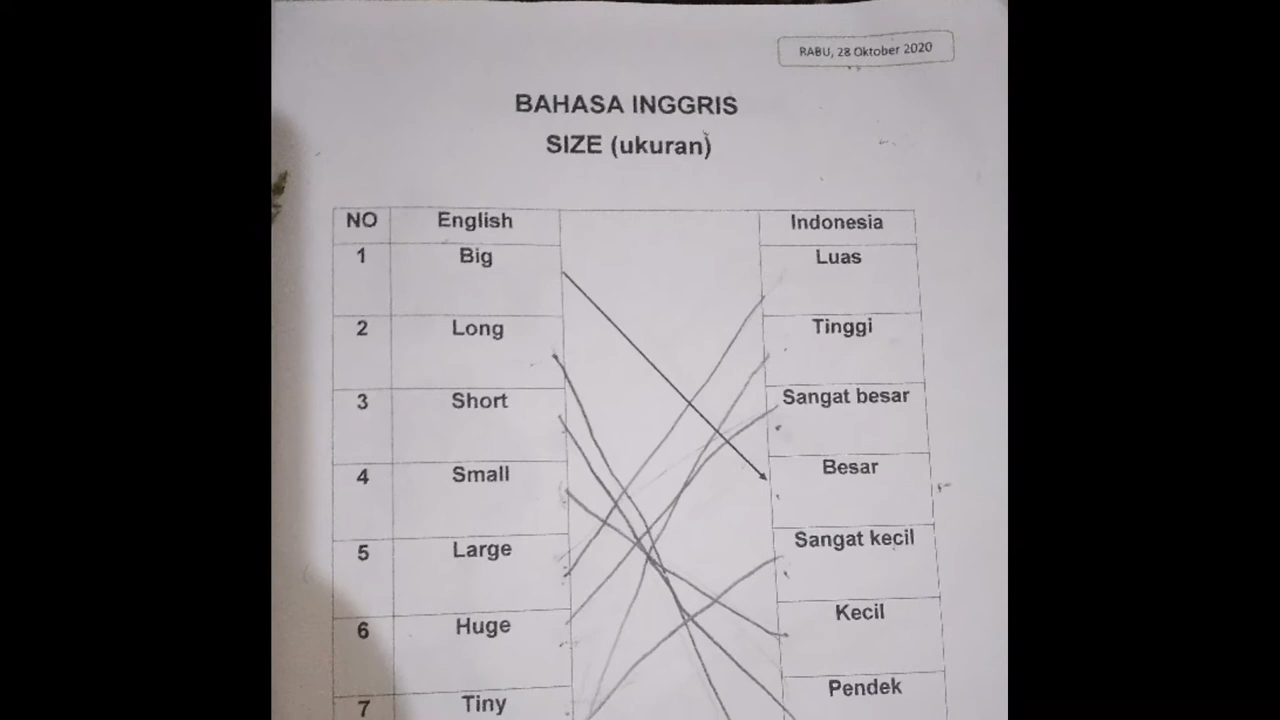 RABU, 28 Oktober 2020
BAHASA INGGRIS
SIZE (ukuran)
NO English Indonesia
1 Big Luas
2 Long Tinggi
3 Short Sangat besar
4 Small Besar
5 Large Sangat kecil
6 Huge Kecil
7 Tiny Pendek